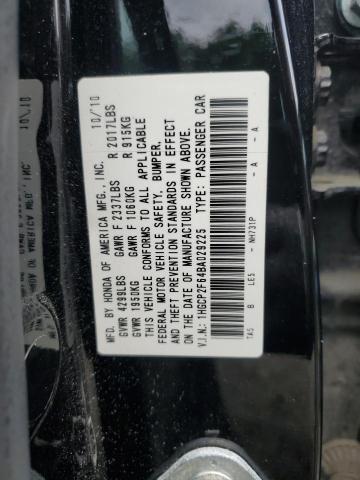 MFD. BY HONDA OF AMERICA MFG., INC. 10/10
GVWR 4299LBS GAWR F 2337LBS R 2017LBS
GVWR 1950KG GAWR F 1060KG R 915KG
THIS VEHICLE CONFORMS TO ALL APPLICABLE
FEDERAL MOTOR VEHICLE SAFETY, BUMPER,
AND THEFT PREVENTION STANDARDS IN EFFECT
ON THE DATE OF MANUFACTURE SHOWN ABOVE.
V.I.N.: 1HGCP2F64BA029225 TYPE: PASSENGER CAR
TA5 B LE5 - NH731P - A - A